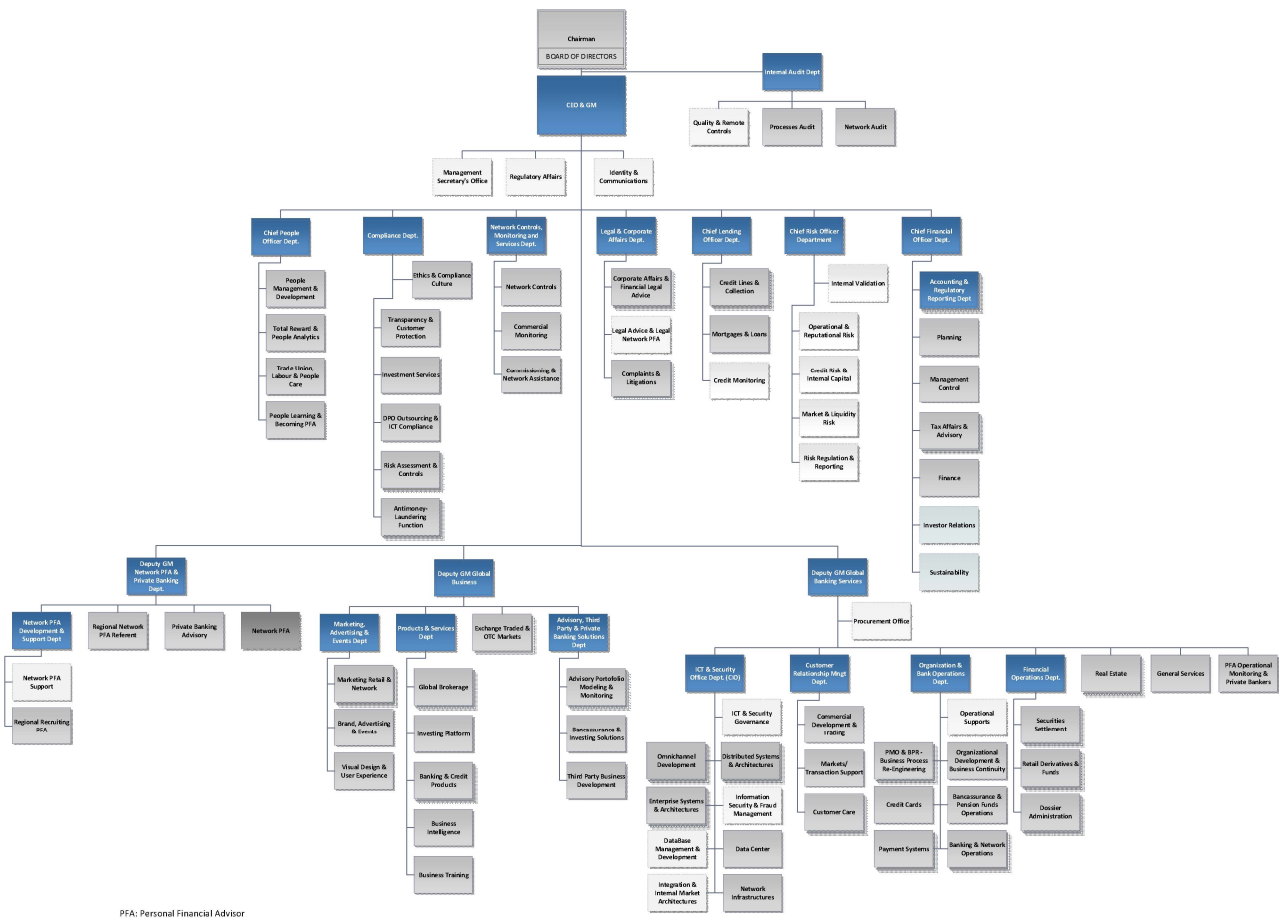 Chairman
BOARD OF DIRECTORS
Internal Audit Dept
CEO & GM
Quality & Remote
Controls
Processes Audit
Network Audit
Management
Secretary's Office
Regulatory Affairs
Identity &
Communications
Chief People
Officer Dept.
Compliance Dept.
Network Controls,
Monitoring and
Services Dept.
Legal & Corporate
Affairs Dept.
Chief Lending
Officer Dept.
Chief Risk Officer
Department
Chief Financial
Officer Dept.
People
Management &
Development
Total Reward &
People Analytics
Trade Union,
Labour & People
Care
People Learning &
Becoming PFA
Ethics & Compliance
Culture
Transparency &
Customer
Protection
Investment Services
DPO Outsourcing &
ICT Compliance
Risk Assessment &
Controls
Antimoney-
Laundering
Function
Network Controls
Commercial
Monitoring
Commissioning &
Network Assistance
Corporate Affairs &
Financial Legal
Advice
Legal Advice & Legal
Network PFA
Complaints &
Litigations
Credit Lines &
Collection
Mortgages & Loans
Credit Monitoring
Internal Validation
Operational &
Reputational Risk
Credit Risk &
Internal Capital
Market & Liquidity
Risk
Risk Regulation &
Reporting
Accounting &
Regulatory
Reporting Dept
Planning
Management
Control
Tax Affairs &
Advisory
Finance
Investor Relations
Sustainability
Deputy GM
Network PFA &
Private Banking
Dept.
Deputy GM Global
Business
Deputy GM Global
Banking Services
Network PFA
Development &
Support Dept
Regional Network
PFA Referent
Private Banking
Advisory
Network PFA
Network PFA
Support
Regional Recruiting
PFA
Marketing,
Advertising &
Events Dept
Products & Services
Dept
Exchange Traded &
OTC Markets
Advisory, Third
Party & Private
Banking Solutions
Dept
Marketing Retail &
Network
Brand, Advertising
& Events
Visual Design &
User Experience
Global Brokerage
Investing Platform
Banking & Credit
Products
Business
Intelligence
Business Training
Advisory Portofolio
Modeling &
Monitoring
Bancassurance &
Investing Solutions
Third Party Business
Development
Procurement Office
ICT & Security
Office Dept. (CIO)
Customer
Relationship Mngt
Dept.
Organization &
Bank Operations
Dept.
Financial
Operations Dept.
Real Estate
General Services
PFA Operational
Monitoring &
Private Bankers
ICT & Security
Governance
Omnichannel
Development
Distributed Systems
& Architectures
Enterprise Systems
& Architectures
Information
Security & Fraud
Management
DataBase
Management &
Development
Data Center
Integration &
Internal Market
Architectures
Network
Infrastructures
Commercial
Development &
Trading
Markets/
Transaction Support
Customer Care
Operational
Supports
PMO & BPR -
Business Process
Re-Engineering
Organizational
Development &
Business Continuity
Credit Cards
Bancassurance &
Pension Funds
Operations
Payment Systems
Banking & Network
Operations
Securities
Settlement
Retail Derivatives &
Funds
Dossier
Administration
PFA: Personal Financial Advisor